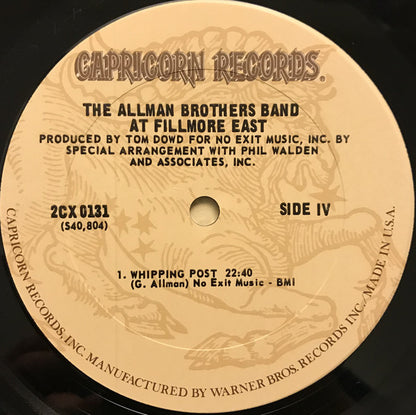 CAPRICORN RECORDS.
THE ALLMAN BROTHERS BAND
AT FILLMORE EAST
PRODUCED BY TOM DOWD FOR NO EXIT MUSIC, INC. BY
SPECIAL ARRANGEMENT WITH PHIL WALDEN
AND ASSOCIATES, INC.
2CX 0131
SIDE IV
(S40,804)
1. WHIPPING POST 22:40
(G. Allman) No Exit Music - BMI
CAPRICORN RECORDS, INC. MANUFACTURED BY WARNER BROS. RECORDS INC., MADE IN U.S.A.